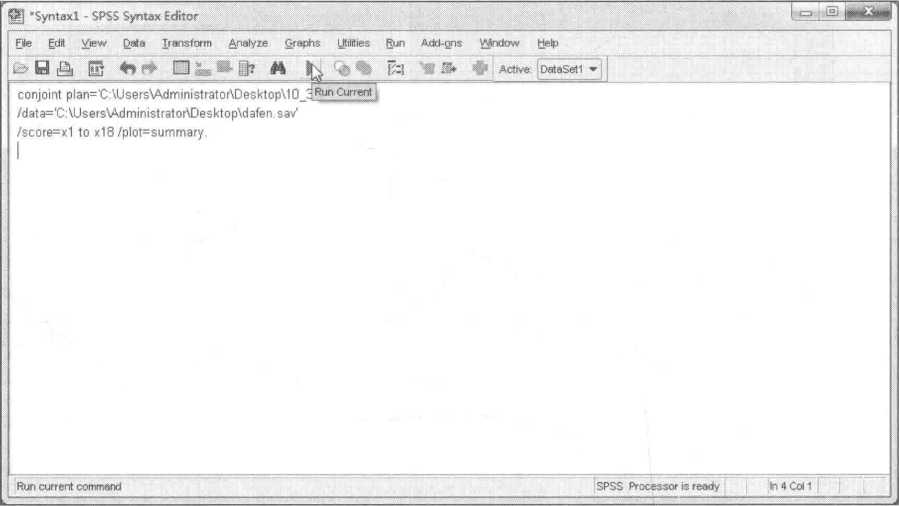 *Syntax1 - SPSS Syntax Editor
File Edit View Data Transform Analyze Graphs Utilities Run Add-ons Window Help
Active: DataSet1
conjoint plan='C:\Users\Administrator\Desktop\10_3
Run Current
/data='C:\Users\Administrator\Desktop\dafen.sav'
/score=x1 to x18 /plot=summary.
Run current command
SPSS Processor is ready
In 4 Col 1